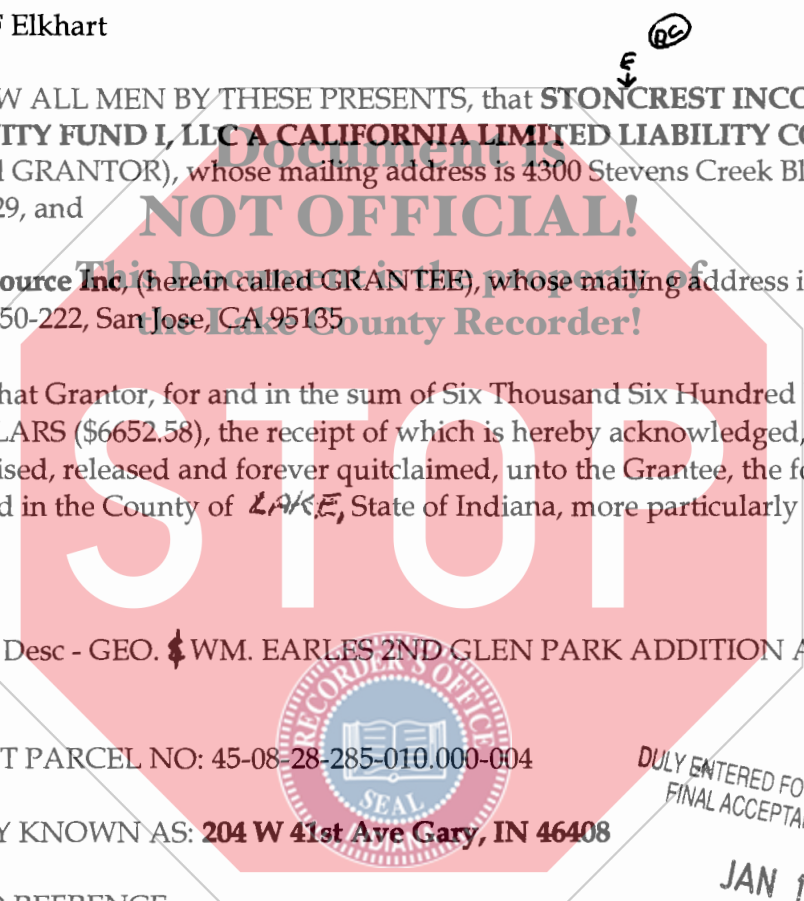 F Elkhart
BC
E
W ALL MEN BY THESE PRESENTS, that STONCREST INCO
ITY FUND I, LLC A CALIFORNIA LIMITED LIABILITY CO
Document is
l GRANTOR), whose mailing address is 4300 Stevens Creek Bl
29, and
NOT OFFICIAL!
ource Inc, (herein called GRANTEE), whose mailing address i
This Document is the property of
50-222, San Jose, CA 95135
the Lake County Recorder!
hat Grantor, for and in the sum of Six Thousand Six Hundred
LARS ($6652.58), the receipt of which is hereby acknowledged,
ised, released and forever quitclaimed, unto the Grantee, the fo
d in the County of LAKE, State of Indiana, more particularly
STOP
Desc - GEO. & WM. EARLES 2ND GLEN PARK ADDITION A
RECORDER'S OFFICE
T PARCEL NO: 45-08-28-285-010.000-004
SEAL
DULY ENTERED FO
FINAL ACCEPTA
Y KNOWN AS: 204 W 41st Ave Gary, IN 46408
JAN 1